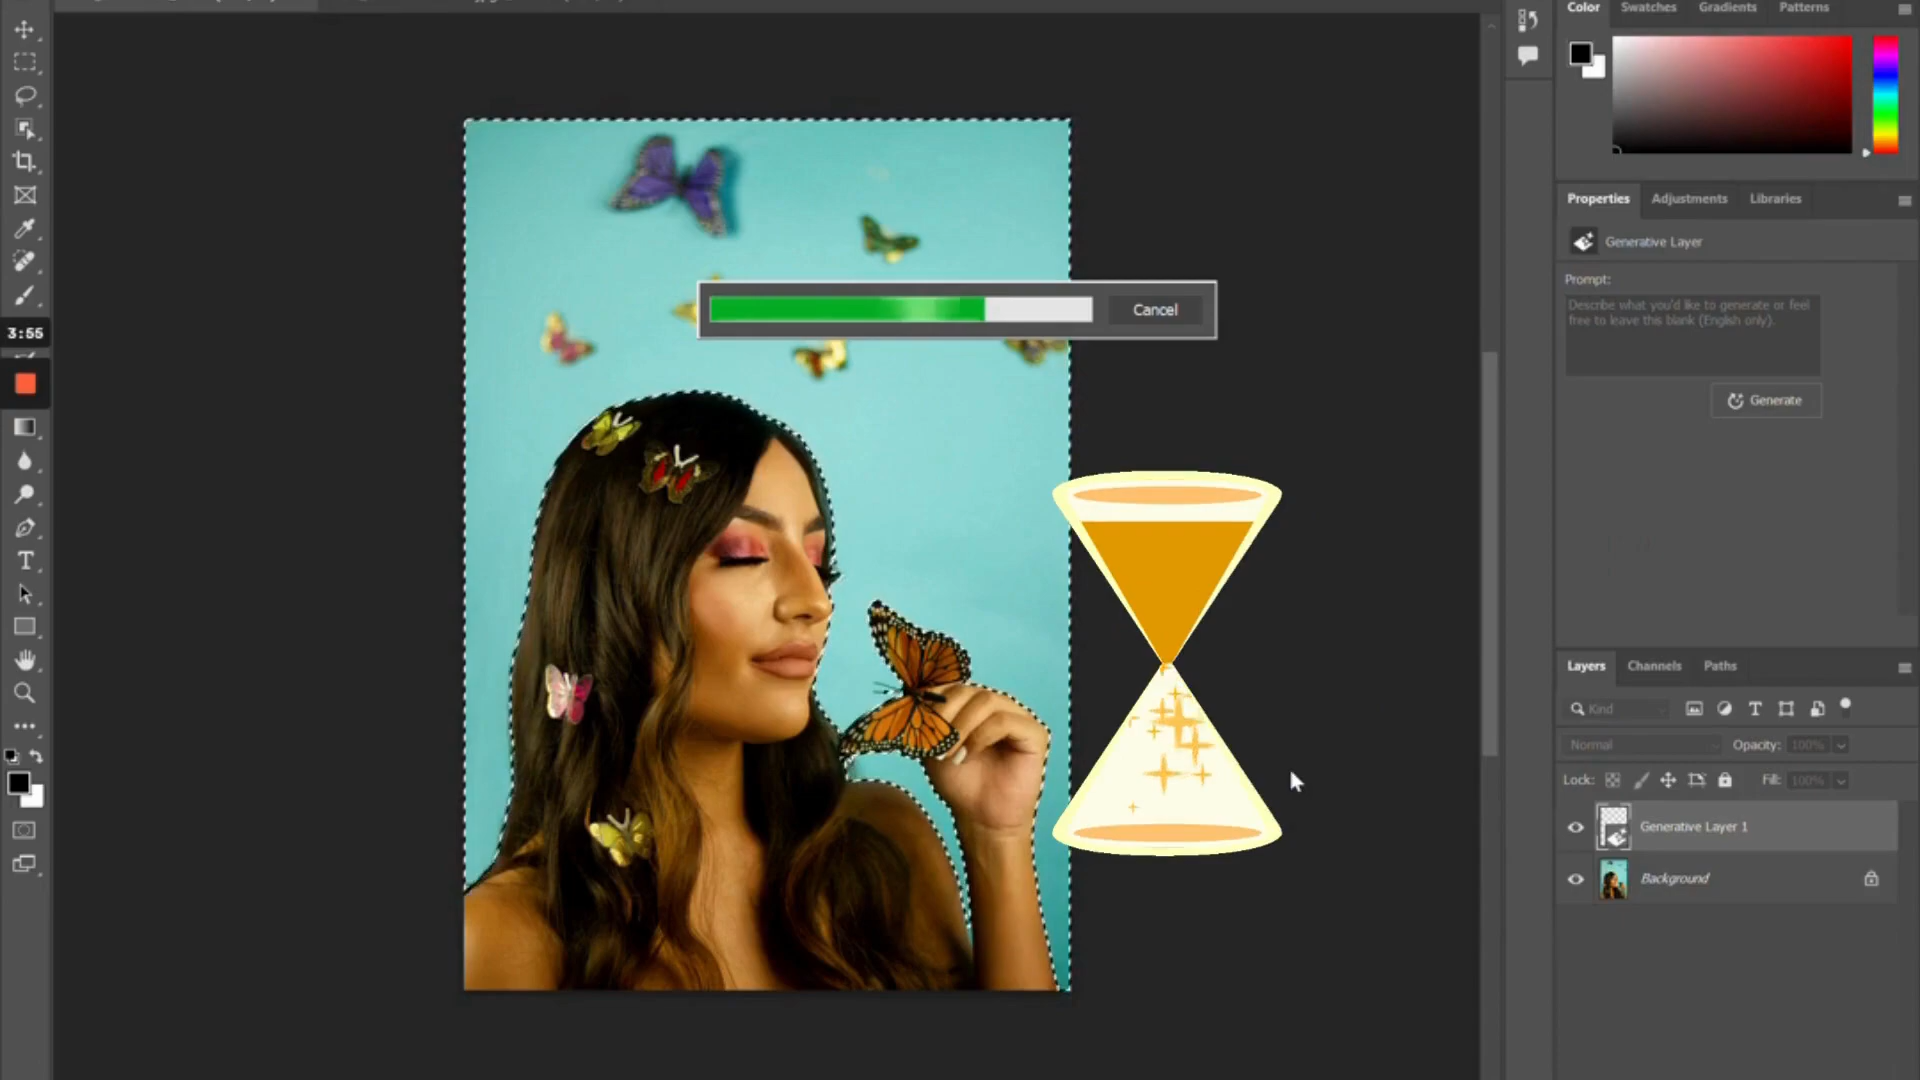 Color Swatches Gradients Patterns
Properties Adjustments Libraries
Generative Layer
Prompt:
Describe what you'd like to generate or feel
free to leave this blank (English only).
Generate
Cancel
3:55
T
Layers Channels Paths
Kind
T
Normal Opacity: 100%
Lock: Fill: 100%
Generative Layer 1
Background